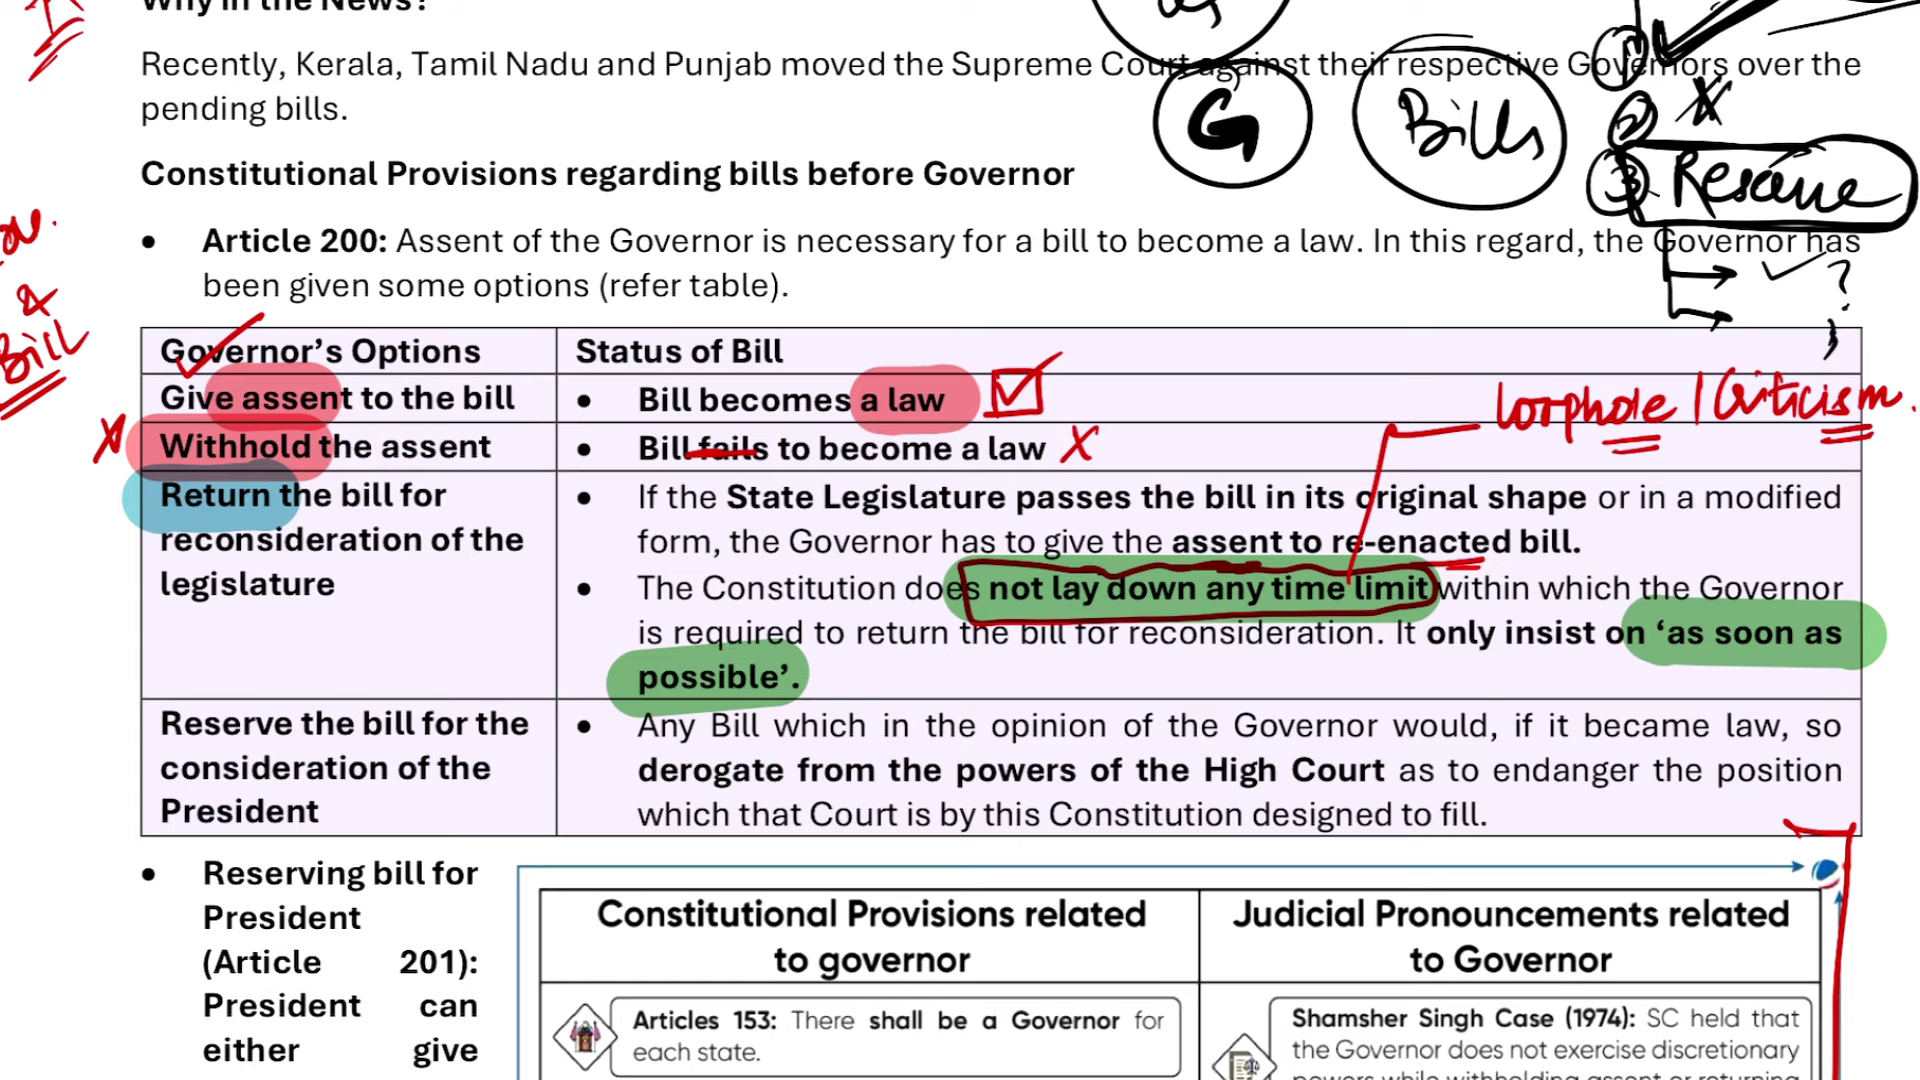 Why in the News?
Recently, Kerala, Tamil Nadu and Punjab moved the Supreme Court against their respective Governors over the
pending bills.
G
Bills
1
2
3 Reserve
Constitutional Provisions regarding bills before Governor
• Article 200: Assent of the Governor is necessary for a bill to become a law. In this regard, the Governor has
been given some options (refer table).
?
&
Bill
Governor's Options
Status of Bill
Give assent to the bill
• Bill becomes a law
loophole / Criticism.
Withhold the assent
• Bill fails to become a law
Return the bill for
reconsideration of the
legislature
• If the State Legislature passes the bill in its original shape or in a modified
form, the Governor has to give the assent to re-enacted bill.
• The Constitution does not lay down any time limit within which the Governor
is required to return the bill for reconsideration. It only insist on ‘as soon as
possible’.
Reserve the bill for the
consideration of the
President
• Any Bill which in the opinion of the Governor would, if it became law, so
derogate from the powers of the High Court as to endanger the position
which that Court is by this Constitution designed to fill.
• Reserving bill for
President
(Article 201):
President can
either give
Constitutional Provisions related
to governor
Articles 153: There shall be a Governor for
each state.
Judicial Pronouncements related
to Governor
Shamsher Singh Case (1974): SC held that
the Governor does not exercise discretionary
powers while withholding assent or returning